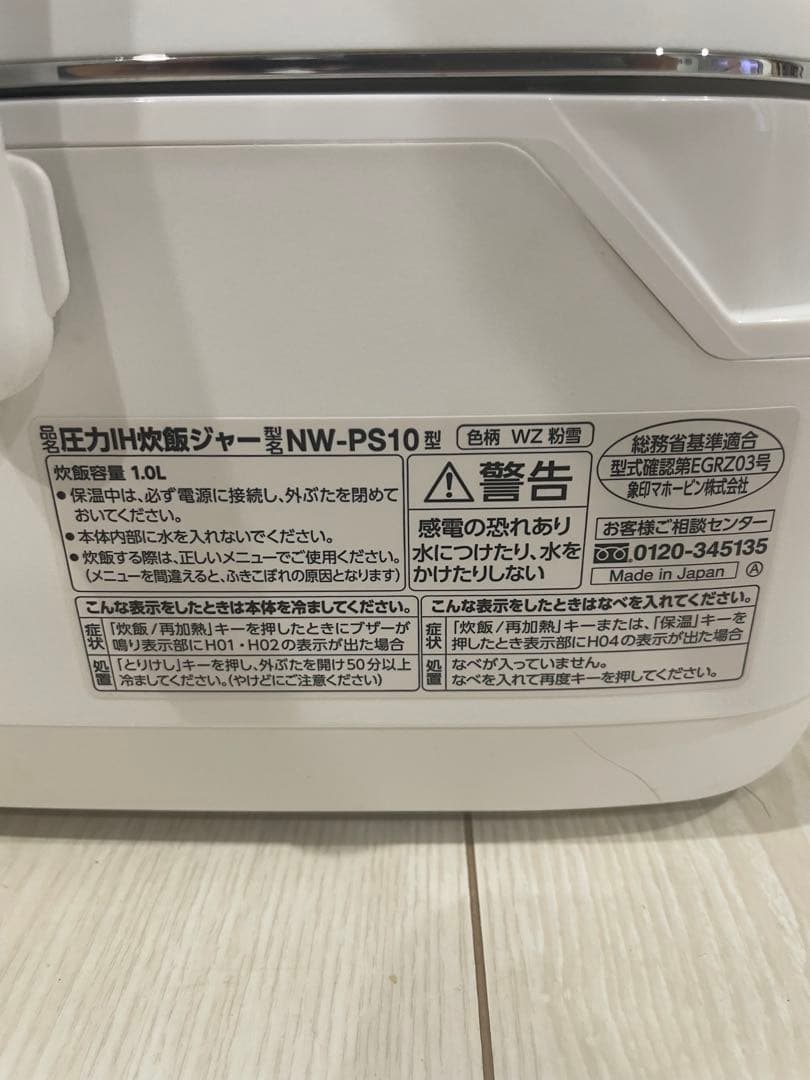 品名 圧力IH炊飯ジャー 型名 NW-PS10型 色柄 WZ 粉雪
炊飯容量 1.0L
●保温中は、必ず電源に接続し、外ぶたを閉めて
おいてください。
●本体内部に水を入れないでください。
●炊飯する際は、正しいメニューでご使用ください。
(メニューを間違えると、ふきこぼれの原因となります)
警告
感電の恐れあり
水につけたり、水を
かけたりしない
総務省基準適合
型式確認第EGRZ03号
象印マホービン株式会社
お客様ご相談センター
0120-345135
Made in Japan Ⓐ
こんな表示をしたときは本体を冷ましてください。
症状 「炊飯/再加熱」キーを押したときにブザーが
鳴り表示部にH01・H02の表示が出た場合
処置 「とりけし」キーを押し、外ぶたを開け50分以上
冷ましてください。(やけどにご注意ください)
こんな表示をしたときはなべを入れてください。
症状 「炊飯/再加熱」キーまたは、「保温」キーを
押したとき表示部にH04の表示が出た場合
処置 なべが入っていません。
なべを入れて再度キーを押してください。